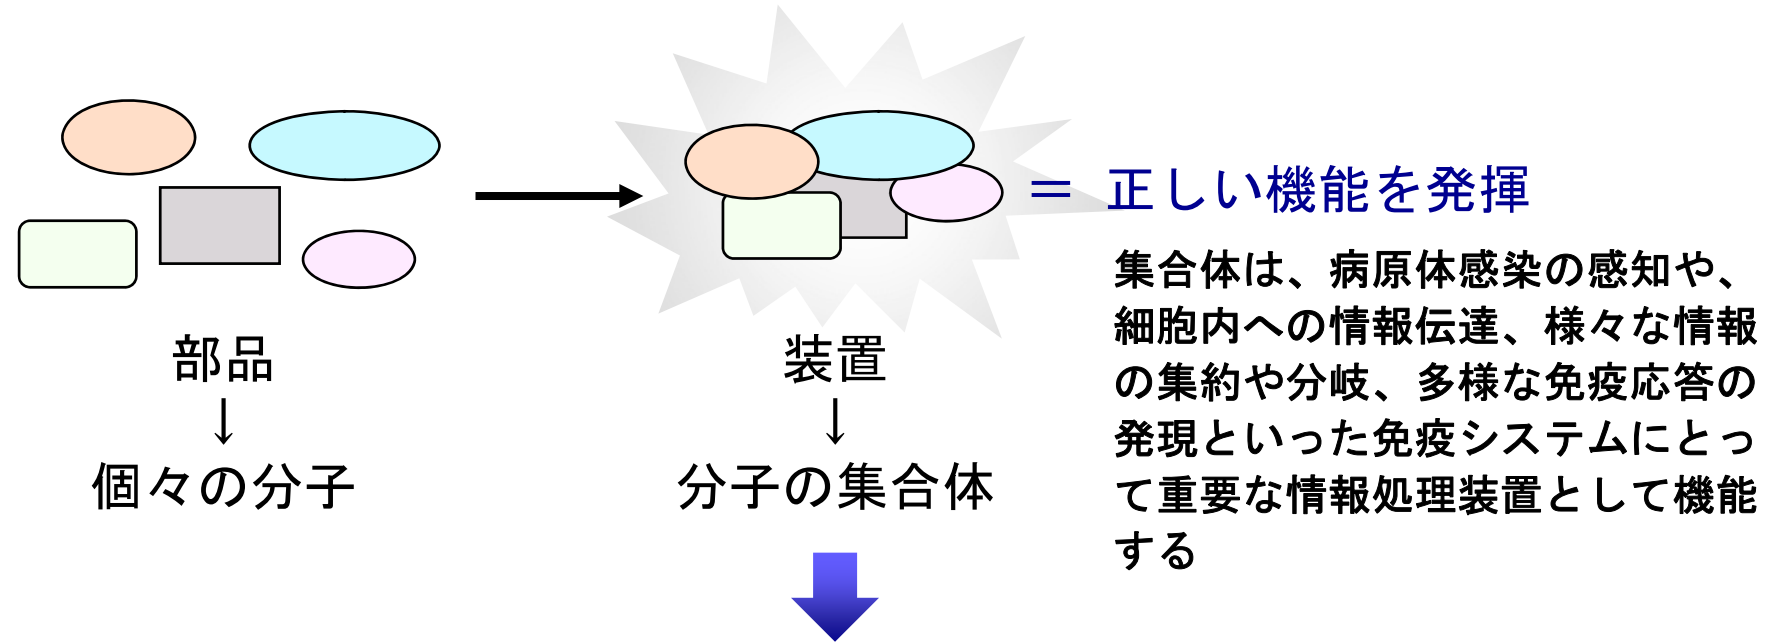 部品
↓
個々の分子
装置
↓
分子の集合体
＝ 正しい機能を発揮
集合体は、病原体感染の感知や、
細胞内への情報伝達、様々な情報
の集約や分岐、多様な免疫応答の
発現といった免疫システムにとっ
て重要な情報処理装置として機能
する